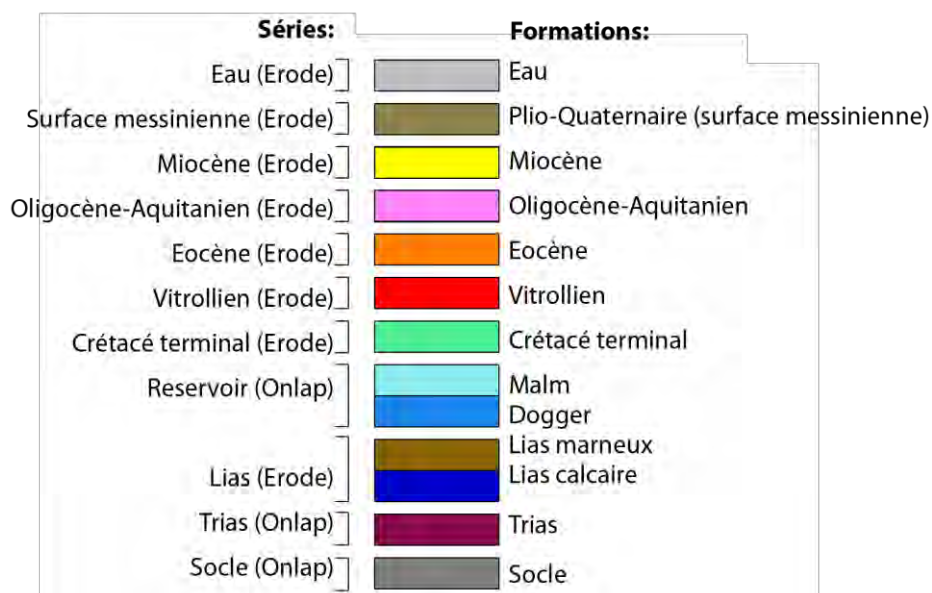 Séries: Formations:
Eau (Erode) Eau
Surface messinienne (Erode) Plio-Quaternaire (surface messinienne)
Miocène (Erode) Miocène
Oligocène-Aquitanien (Erode) Oligocène-Aquitanien
Eocène (Erode) Eocène
Vitrollien (Erode) Vitrollien
Crétacé terminal (Erode) Crétacé terminal
Reservoir (Onlap) Malm
Dogger
Lias marneux
Lias (Erode) Lias calcaire
Trias (Onlap) Trias
Socle (Onlap) Socle